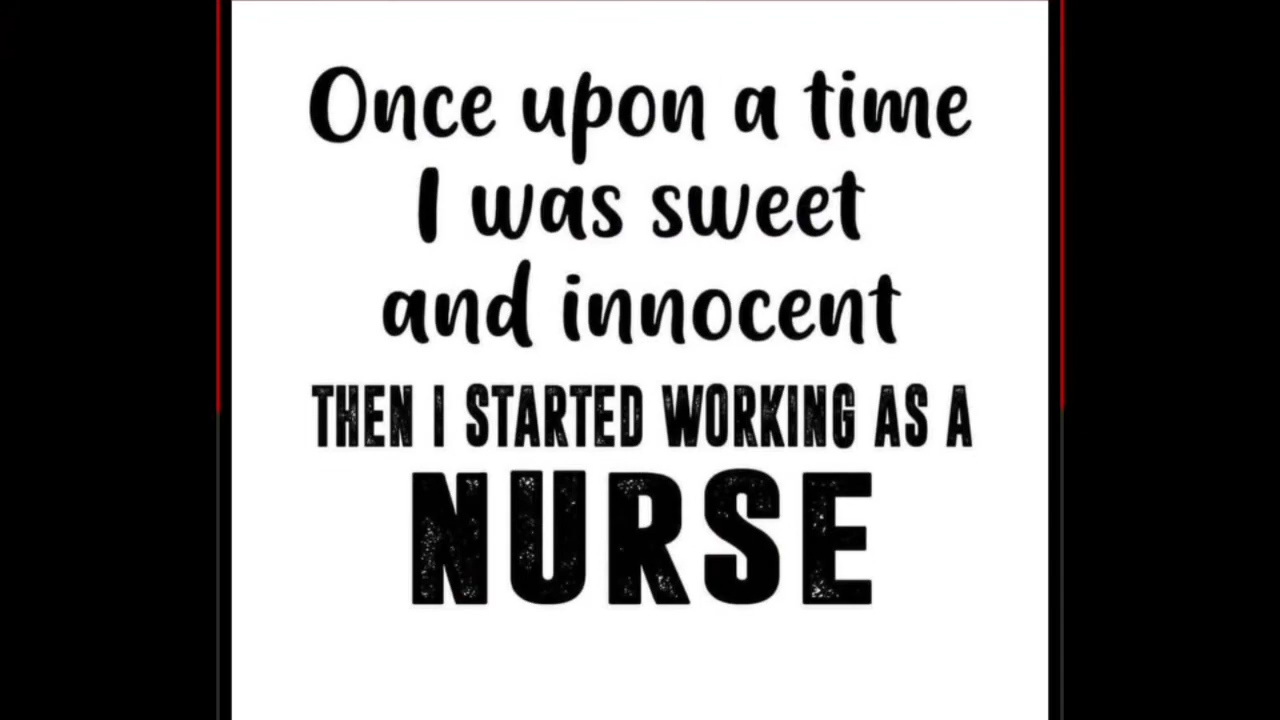 Once upon a time
I was sweet
and innocent
THEN I STARTED WORKING AS A
NURSE